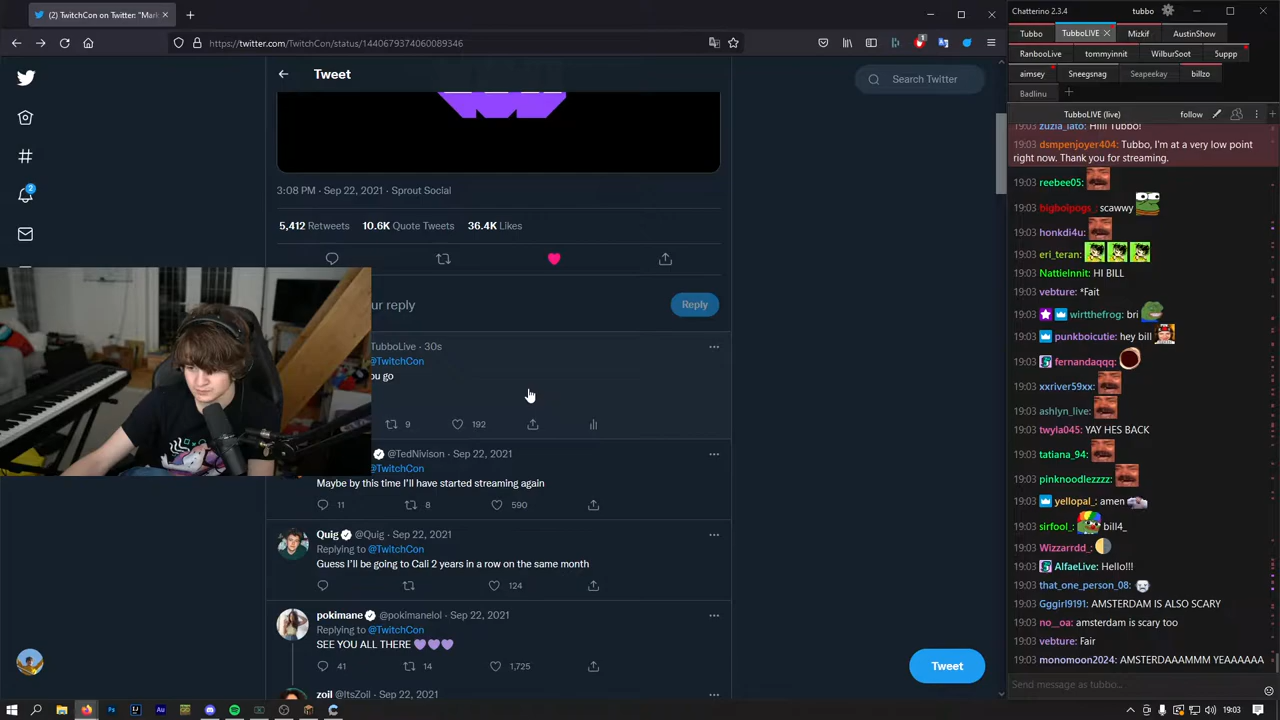 (2) TwitchCon on Twitter: "Mark
https://twitter.com/TwitchCon/status/1440679374060089346
Tweet
Search Twitter
3:08 PM · Sep 22, 2021 · Sprout Social
5,412 Retweets 10.6K Quote Tweets 36.4K Likes
ur reply
Reply
TubboLive · 30s
@TwitchCon
ou go
9 192
@TedNivison · Sep 22, 2021
@TwitchCon
Maybe by this time I'll have started streaming again
8 590
Quig @Quig · Sep 22, 2021
Replying to @TwitchCon
Guess I'll be going to Cali 2 years in a row on the same month
124
pokimane @pokimanelol · Sep 22, 2021
Replying to @TwitchCon
SEE YOU ALL THERE 💜💜💜
41 14 1,725
zoil Sep 22, 2021
2
Tweet
Chatterino 2.3.4
tubbo
Tubbo TubboLIVE Mizkif AustinShow
RanbooLive tommyinnit WilburSoot 5uppp
aimsey Sneegsnag Seapeekay billzo
Badlinu
TubboLIVE (live) follow
zuzia_lato: Hiiii Tubbo!
19:03 dsmpenjoyer404: Tubbo, I'm at a very low point
right now. Thank you for streaming.
19:03 reebee05:
19:03 bigboipogs_: scawwy
19:03 honkdi4u:
19:03 eri_teran:
19:03 NattieInnit: HI BILL
19:03 vebture: *Fait
19:03 wirtthefrog: bri
19:03 punkboicutie: hey bill
19:03 fernandaqqq:
19:03 xxriver59xx:
19:03 ashlyn_live:
19:03 twyla045: YAY HES BACK
19:03 tatiana_94:
19:03 pinknoodlezzzz:
19:03 yellopal_: amen
19:03 sirfool_: bill4_
19:03 Wizzarrdd_:
19:03 AlfaeLive: Hello!!!
19:03 that_one_person_08:
19:03 Gggirl9191: AMSTERDAM IS ALSO SCARY
19:03 no__oa: amsterdam is scary too
19:03 vebture: Fair
19:03 monomoon2024: AMSTERDAAAMMM YEAAAAAA
Send message as tubbo...
19:03